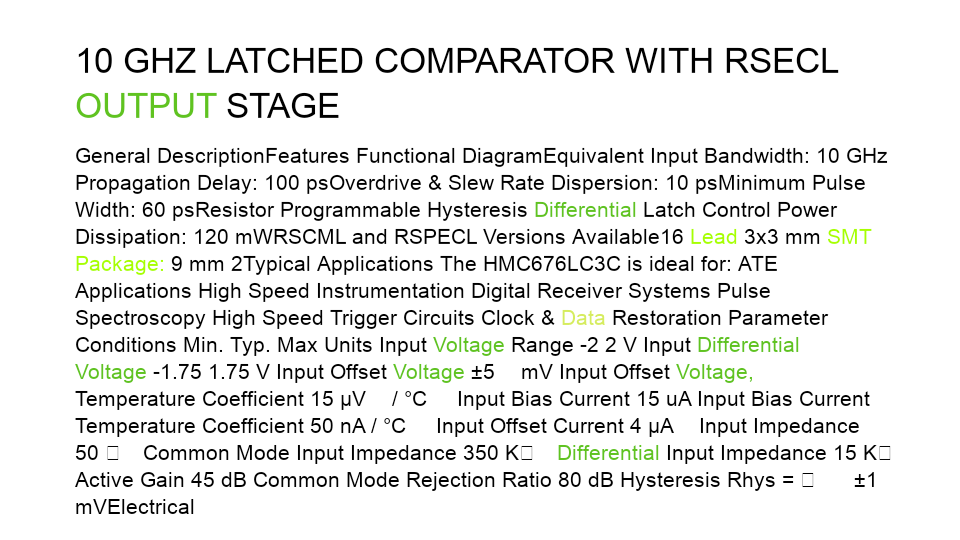 10 GHZ LATCHED COMPARATOR WITH RSECL
OUTPUT STAGE
General DescriptionFeatures Functional DiagramEquivalent Input Bandwidth: 10 GHz
Propagation Delay: 100 psOverdrive & Slew Rate Dispersion: 10 psMinimum Pulse
Width: 60 psResistor Programmable Hysteresis Differential Latch Control Power
Dissipation: 120 mWRSCML and RSPECL Versions Available16 Lead 3x3 mm SMT
Package: 9 mm 2Typical Applications The HMC676LC3C is ideal for: ATE
Applications High Speed Instrumentation Digital Receiver Systems Pulse
Spectroscopy High Speed Trigger Circuits Clock & Data Restoration Parameter
Conditions Min. Typ. Max Units Input Voltage Range -2 2 V Input Differential
Voltage -1.75 1.75 V Input Offset Voltage ±5 mV Input Offset Voltage,
Temperature Coefficient 15 μV / °C Input Bias Current 15 uA Input Bias Current
Temperature Coefficient 50 nA / °C Input Offset Current 4 μA Input Impedance
50 □ Common Mode Input Impedance 350 K□ Differential Input Impedance 15 K□
Active Gain 45 dB Common Mode Rejection Ratio 80 dB Hysteresis Rhys = □ ±1
mVElectrical